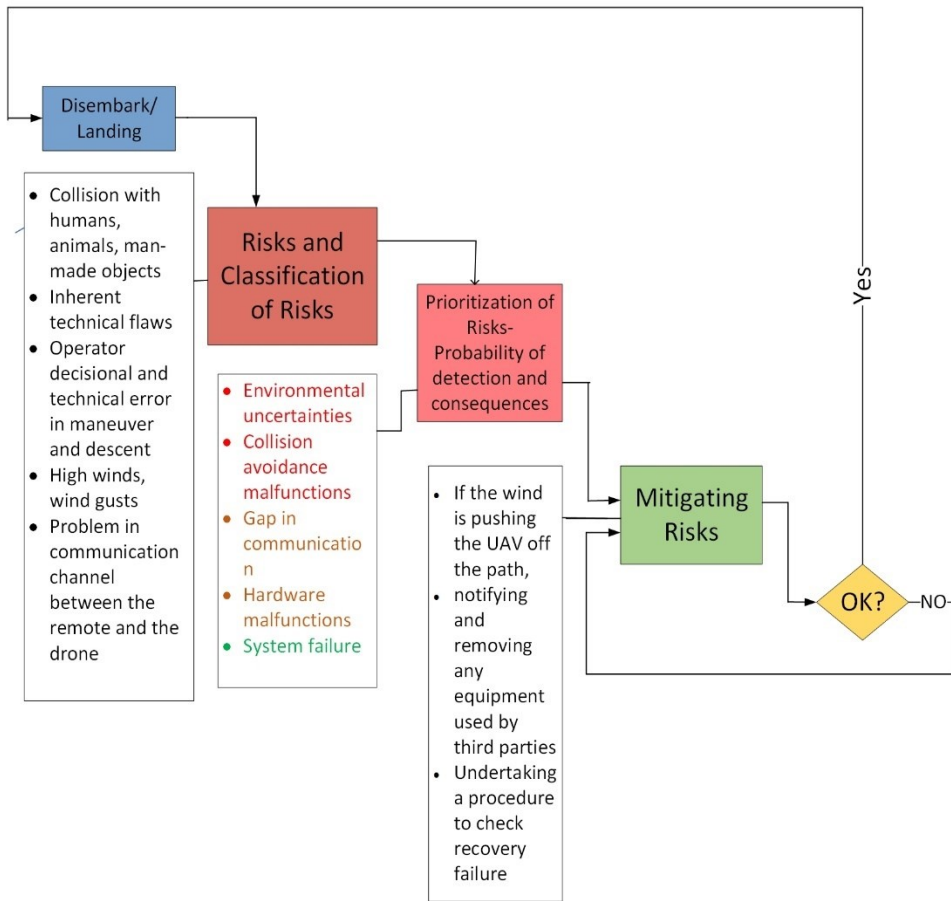 Disembark/
Landing
• Collision with
humans,
animals, man-
made objects
• Inherent
technical flaws
• Operator
decisional and
technical error
in maneuver
and descent
• High winds,
wind gusts
• Problem in
communication
channel
between the
remote and the
drone
Risks and
Classification
of Risks
Prioritization of
Risks-
Probability of
detection and
consequences
• Environmental
uncertainties
• Collision
avoidance
malfunctions
• Gap in
communicatio
n
• Hardware
malfunctions
• System failure
Mitigating
Risks
• If the wind
is pushing
the UAV off
the path,
• notifying
and
removing
any
equipment
used by
third parties
• Undertaking
a procedure
to check
recovery
failure
OK?
Yes
NO